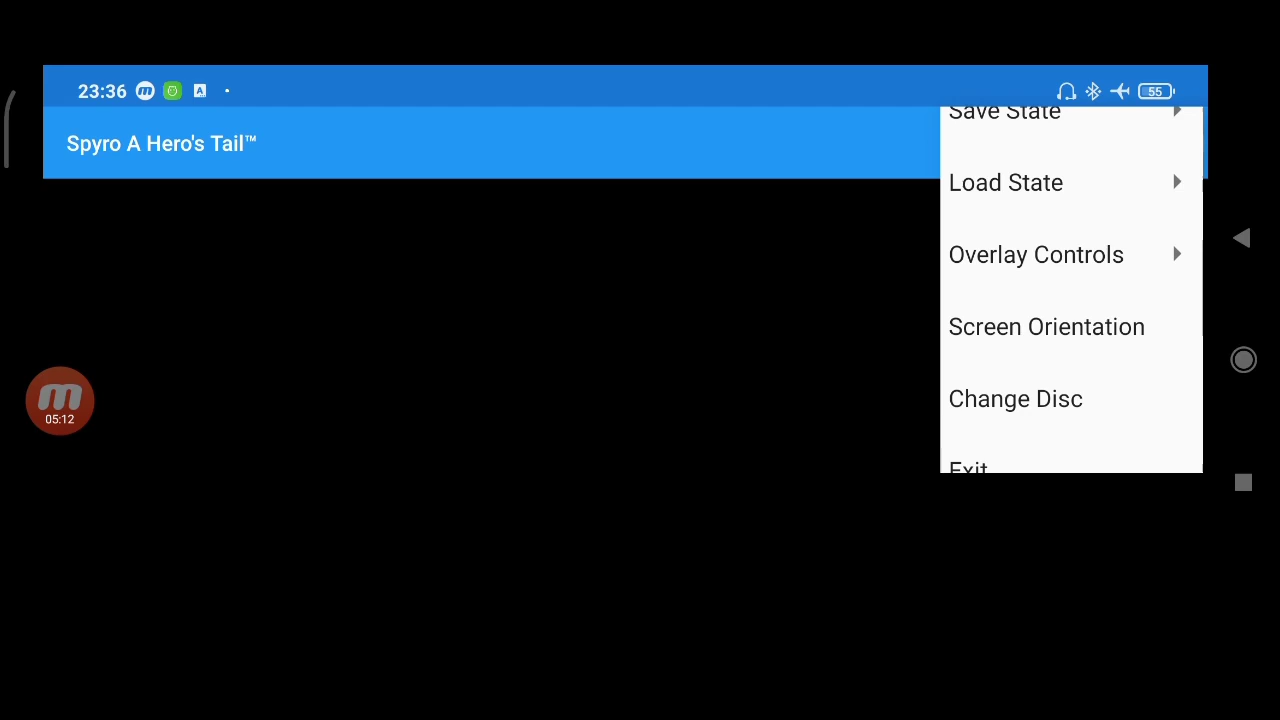 23:36
55
Spyro A Hero's Tail™
Save State
Load State
Overlay Controls
Screen Orientation
Change Disc
Exit
05:12